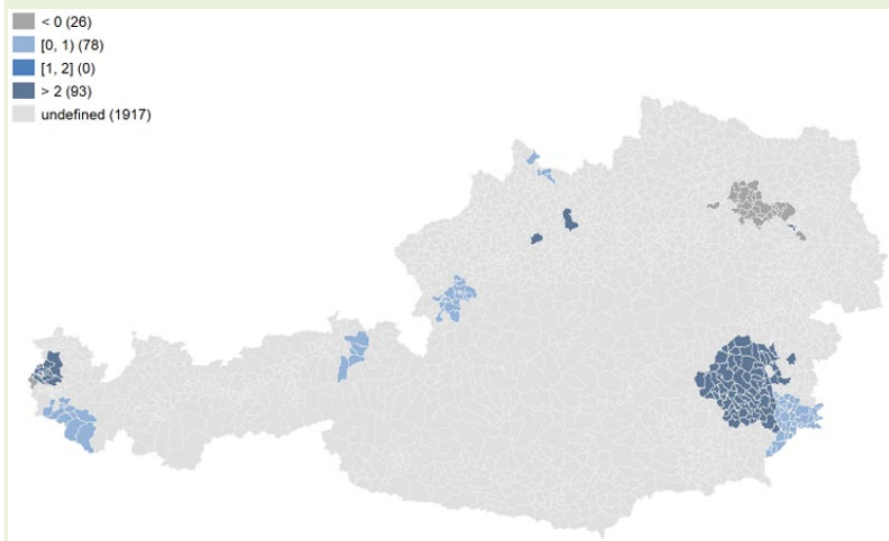 < 0 (26)
[0, 1) (78)
[1, 2] (0)
> 2 (93)
undefined (1917)